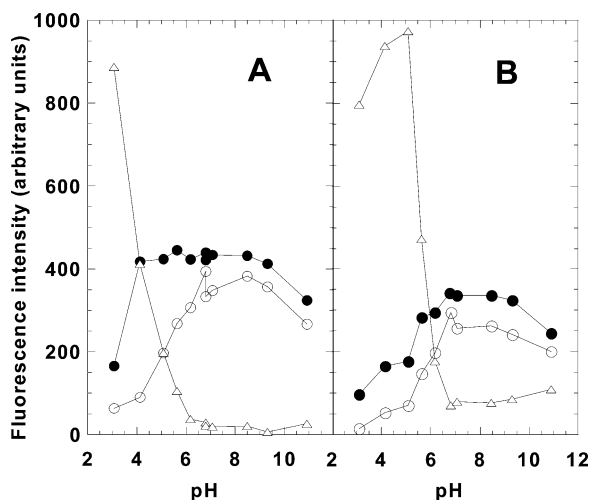 Fluorescence intensity (arbitrary units)
1000
800
600
400
200
0
A
B
2 4 6 8 10 2 4 6 8 10 12
pH pH